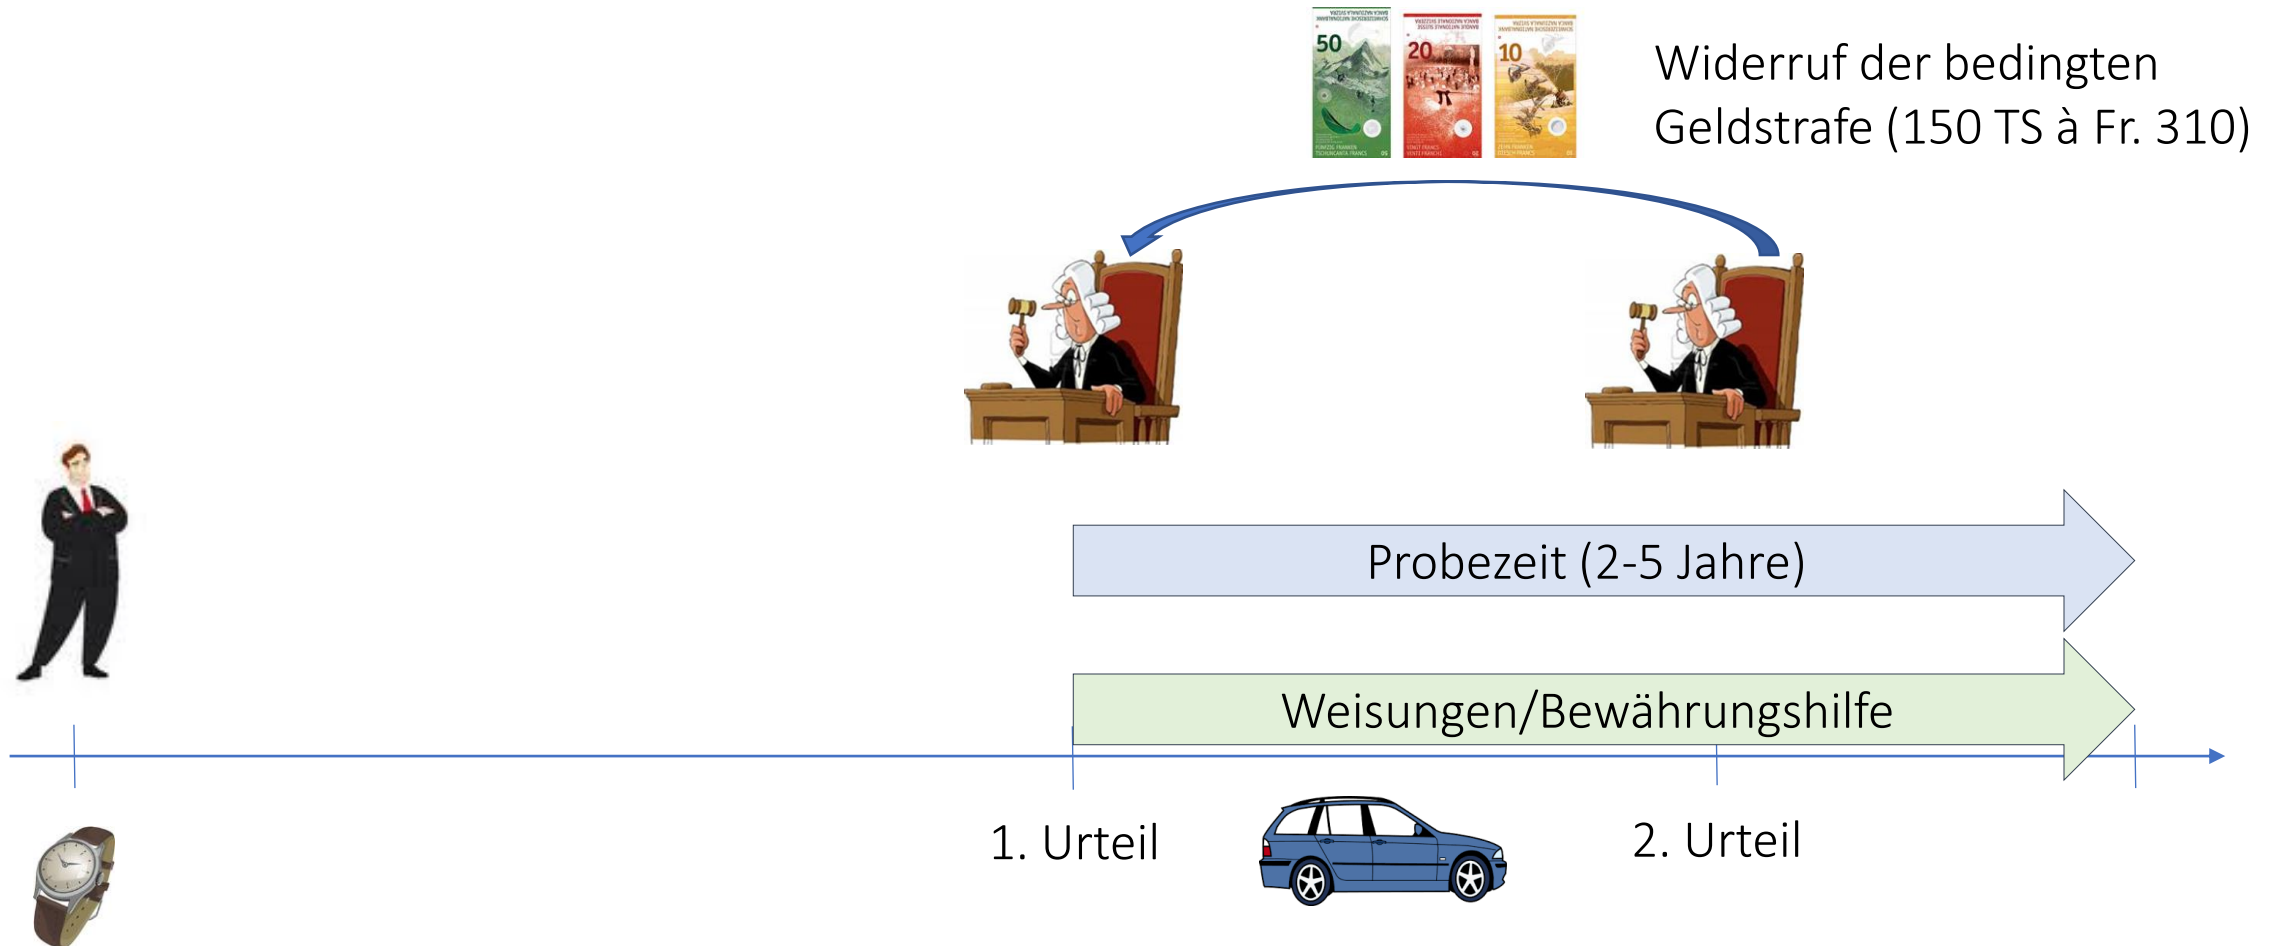 50
20
10
Widerruf der bedingten
Geldstrafe (150 TS à Fr. 310)
Probezeit (2-5 Jahre)
Weisungen/Bewährungshilfe
1. Urteil
2. Urteil